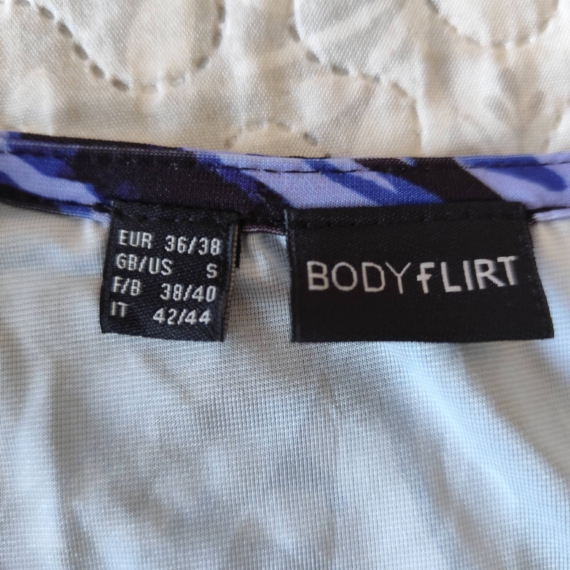 EUR 36/38
GB/US S
F/B 38/40
IT 42/44
BODYFLIRT